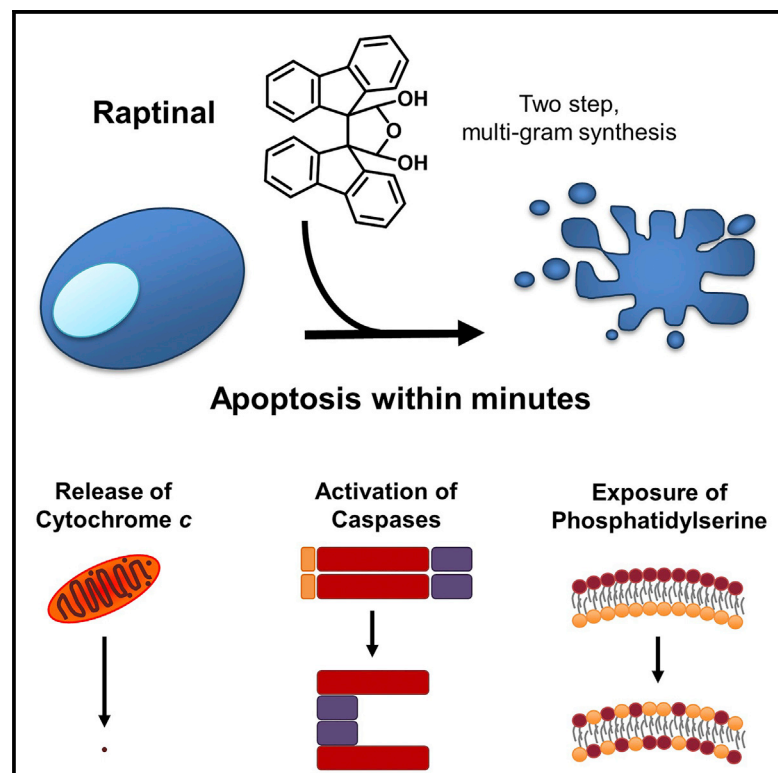 Raptinal
OH
O
OH
Two step,
multi-gram synthesis
Apoptosis within minutes
Release of
Cytochrome c
Activation of
Caspases
Exposure of
Phosphatidylserine